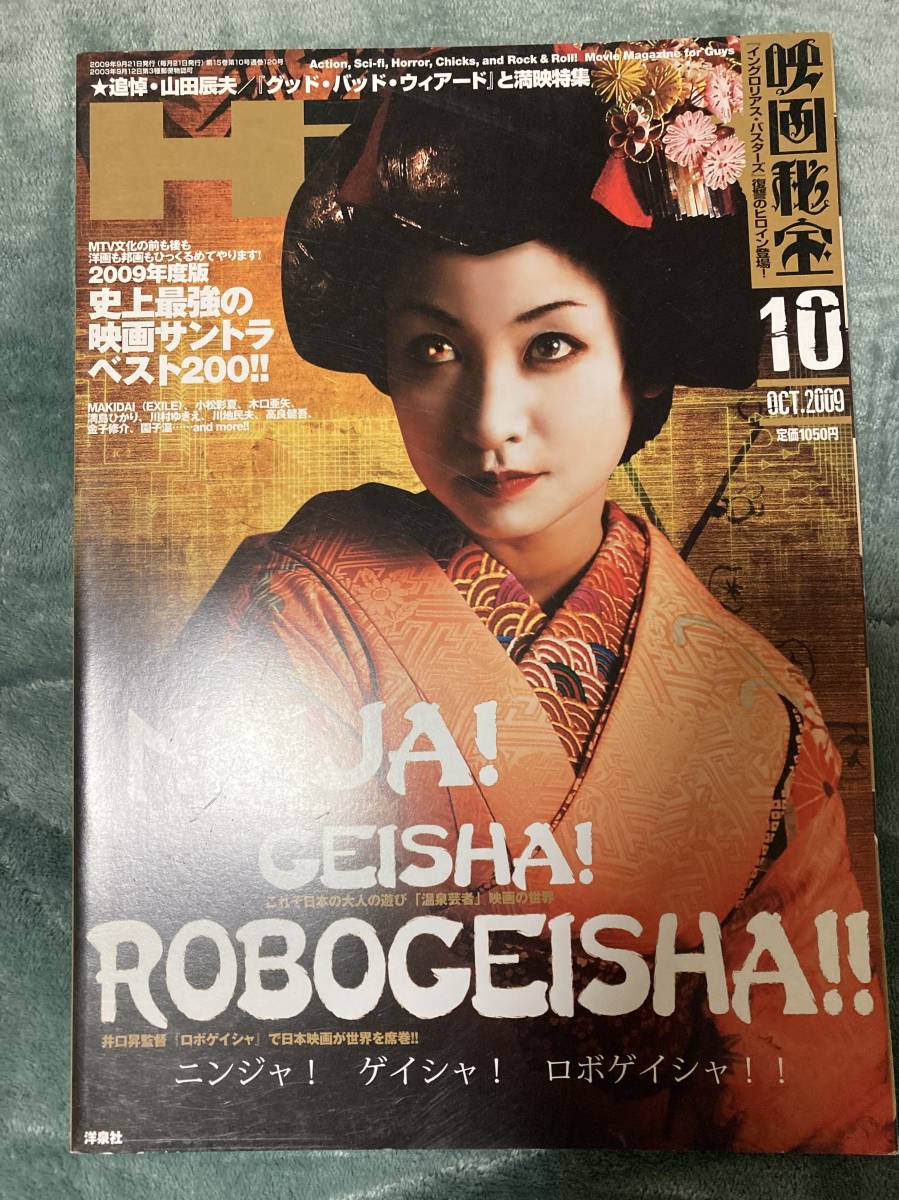 2009年9月21日発行(毎月21日発行)第15巻第10号通巻120号
2003年9月12日第3種郵便物認可
Action, Sci-fi, Horror, Chicks, and Rock & Roll! Movie Magazine for Guys
★追悼・山田辰夫/『グッド・バッド・ウィアード』と満映特集
映画秘宝
『イングロリアス・バスターズ』復讐のヒロイン登場!
10
OCT.2009
定価1050円
MTV文化の前も後も
洋画も邦画もひっくるめてやります!
2009年度版
史上最強の
映画サントラ
ベスト200!!
MAKIDAI(EXILE)、小松彩夏、木口亜矢、
満島ひかり、川村ゆきえ、川地民夫、高良健吾、
金子修介、園子温……and more!!
NINJA!
GEISHA!
これぞ日本の大人の遊び「温泉芸者」映画の世界
ROBOGEISHA!!
井口昇監督『ロボゲイシャ』で日本映画が世界を席巻!!
ニンジャ! ゲイシャ! ロボゲイシャ!!
洋泉社